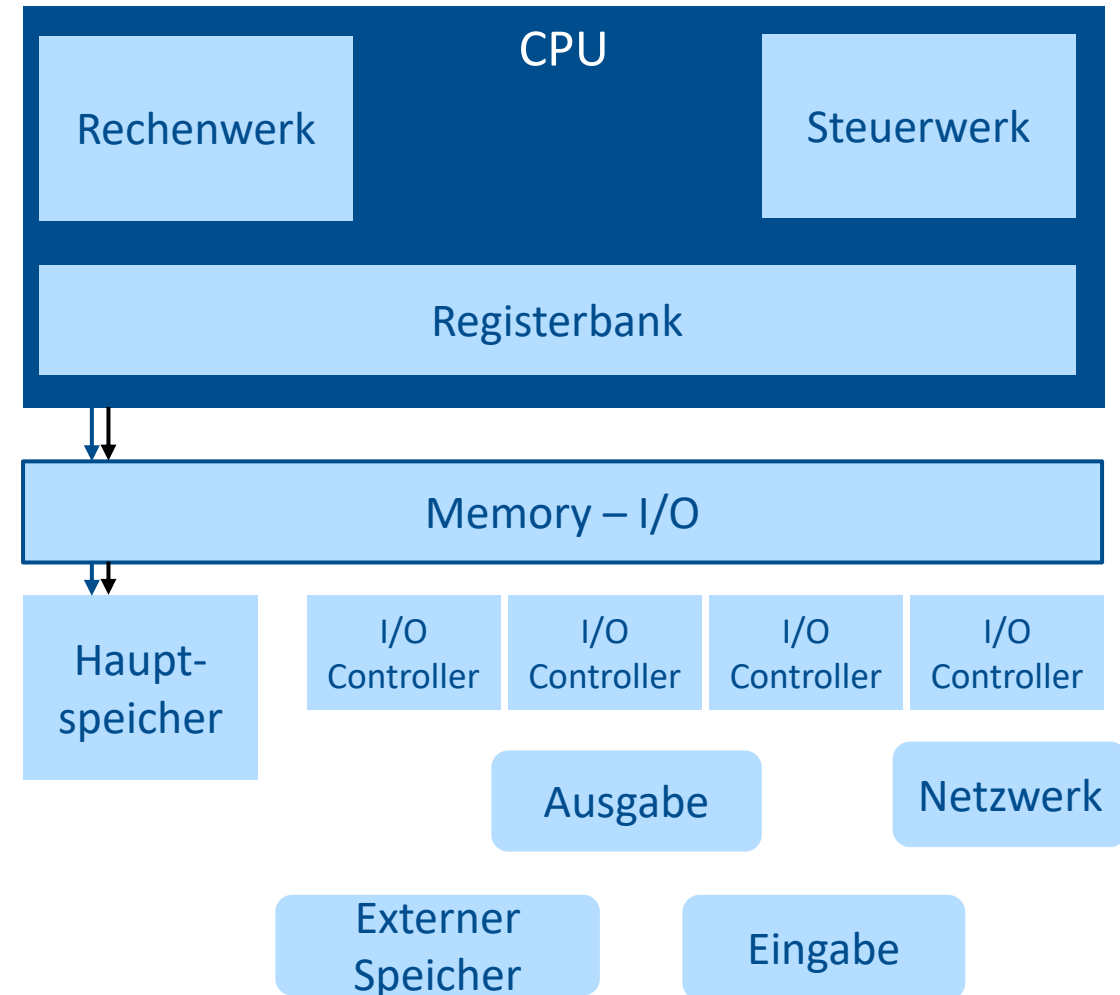 CPU
Rechenwerk
Steuerwerk
Registerbank
Memory – I/O
Haupt-
speicher
I/O
Controller
I/O
Controller
I/O
Controller
I/O
Controller
Ausgabe
Netzwerk
Externer
Speicher
Eingabe